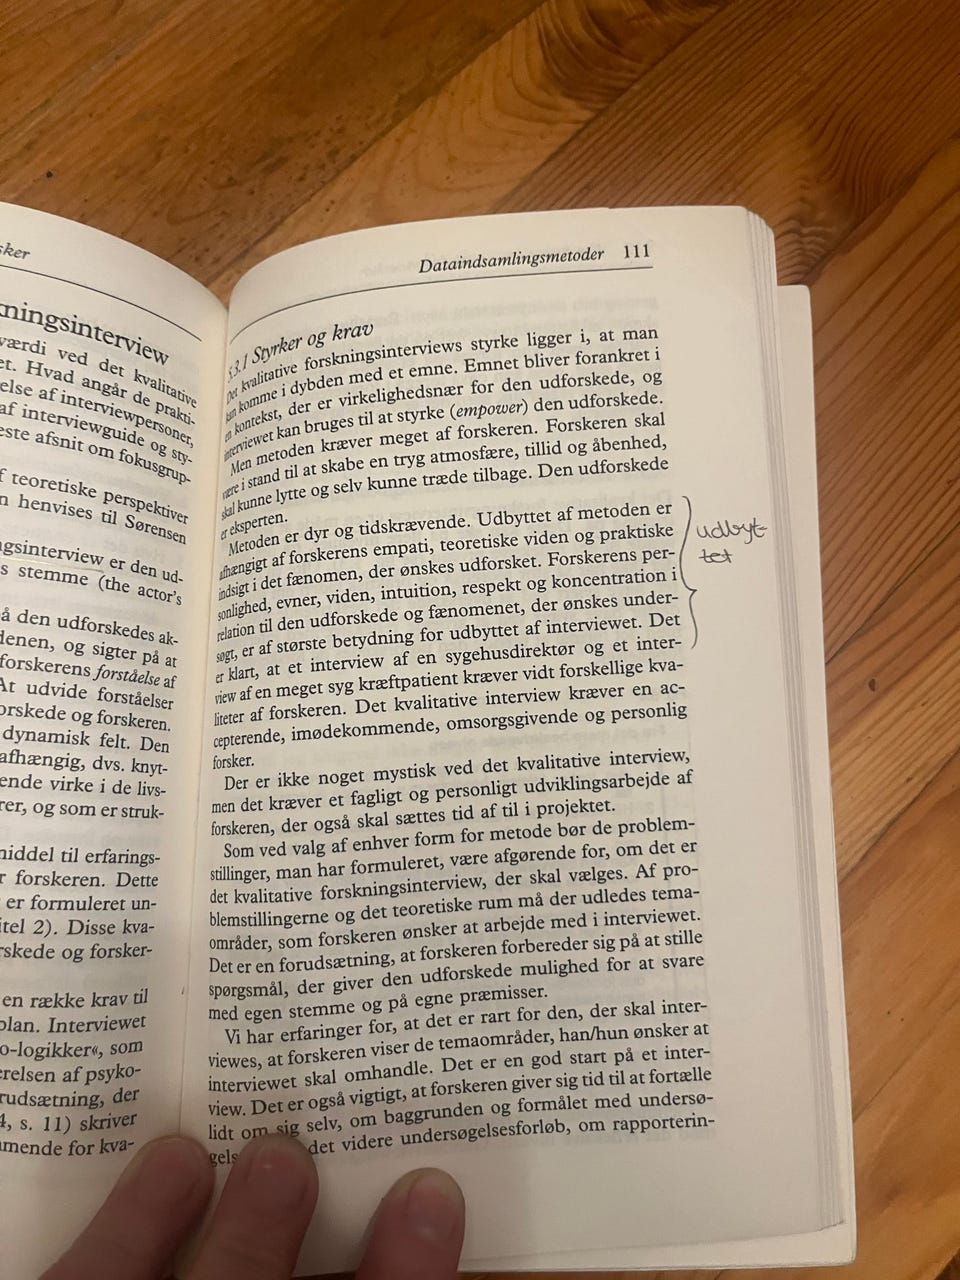 sker
kningsinterview
værdi ved det kvalitative
et. Hvad angår de prakti-
else af interviewpersoner,
af interviewguide og sty-
este afsnit om fokusgrup-
f teoretiske perspektiver
n henvises til Sørensen
gsinterview er den ud-
s stemme (the actor's
å den udforskedes ak-
denen, og sigter på at
forskerens forståelse af
At udvide forståelser
orskede og forskeren.
dynamisk felt. Den
afhængig, dvs. knyt-
ende virke i de livs-
rer, og som er struk-
middel til erfarings-
r forskeren. Dette
er formuleret un-
itel 2). Disse kva-
rskede og forsker-
en række krav til
plan. Interviewet
o-logikker«, som
erelsen af psyko-
rudsætning, der
4, s. 11) skriver
mende for kva-
Dataindsamlingsmetoder 111
5.3.1 Styrker og krav
Det kvalitative forskningsinterviews styrke ligger i, at man
kan komme i dybden med et emne. Emnet bliver forankret i
en kontekst, der er virkelighedsnær for den udforskede, og
interviewet kan bruges til at styrke (empower) den udforskede.
Men metoden kræver meget af forskeren. Forskeren skal
være i stand til at skabe en tryg atmosfære, tillid og åbenhed,
skal kunne lytte og selv kunne træde tilbage. Den udforskede
er eksperten.
Metoden er dyr og tidskrævende. Udbyttet af metoden er
afhængigt af forskerens empati, teoretiske viden og praktiske
indsigt i det fænomen, der ønskes udforsket. Forskerens per-
sonlighed, evner, viden, intuition, respekt og koncentration i
relation til den udforskede og fænomenet, der ønskes under-
søgt, er af største betydning for udbyttet af interviewet. Det
er klart, at et interview af en sygehusdirektør og et inter-
view af en meget syg kræftpatient kræver vidt forskellige kva-
liteter af forskeren. Det kvalitative interview kræver en ac-
cepterende, imødekommende, omsorgsgivende og personlig
forsker.
Der er ikke noget mystisk ved det kvalitative interview,
men det kræver et fagligt og personligt udviklingsarbejde af
forskeren, der også skal sættes tid af til i projektet.
Som ved valg af enhver form for metode bør de problem-
stillinger, man har formuleret, være afgørende for, om det er
det kvalitative forskningsinterview, der skal vælges. Af pro-
blemstillingerne og det teoretiske rum må der udledes tema-
områder, som forskeren ønsker at arbejde med i interviewet.
Det er en forudsætning, at forskeren forbereder sig på at stille
spørgsmål, der giver den udforskede mulighed for at svare
med egen stemme og på egne præmisser.
Vi har erfaringer for, at det er rart for den, der skal inter-
viewes, at forskeren viser de temaområder, han/hun ønsker at
interviewet skal omhandle. Det er en god start på et inter-
view. Det er også vigtigt, at forskeren giver sig tid til at fortælle
lidt om sig selv, om baggrunden og formålet med undersø-
gels det videre undersøgelsesforløb, om rapporterin-
udbyt-
tet